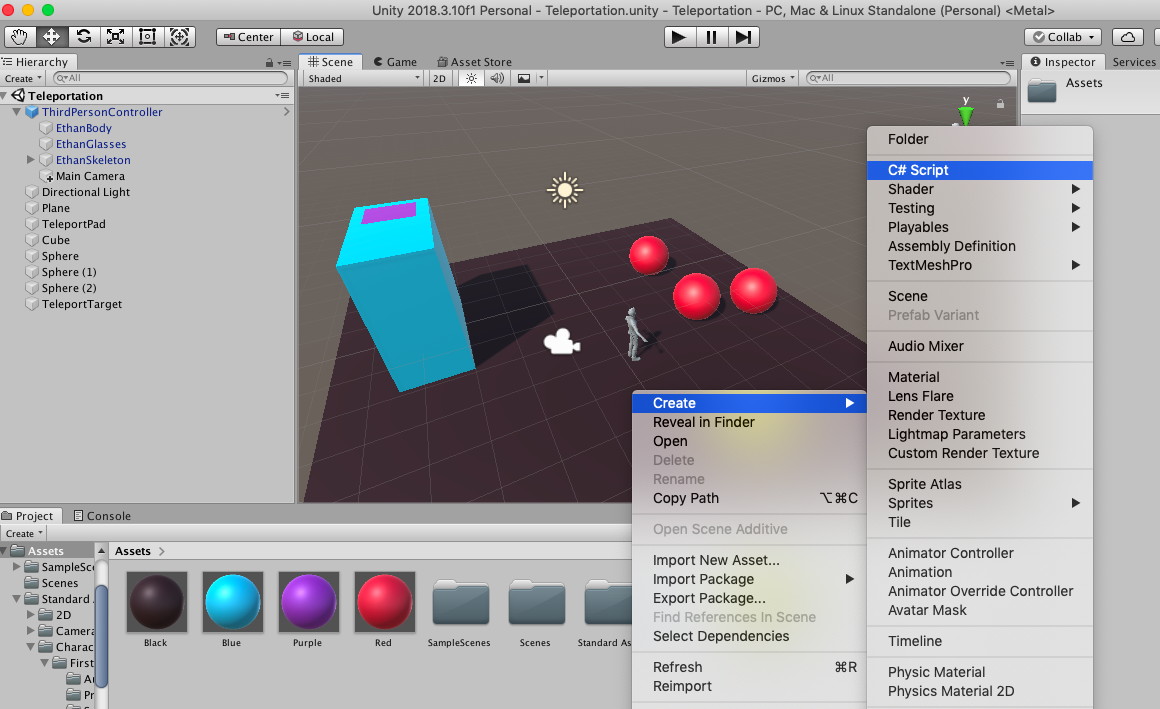 Unity 2018.3.10f1 Personal - Teleportation.unity - Teleportation - PC, Mac & Linux Standalone (Personal) <Metal>
Center Local Collab
Hierarchy
Create All
Teleportation
ThirdPersonController
EthanBody
EthanGlasses
EthanSkeleton
Main Camera
Directional Light
Plane
TeleportPad
Cube
Sphere
Sphere (1)
Sphere (2)
TeleportTarget
Scene Game Asset Store
Shaded 2D Gizmos All
y
Inspector Services
Assets
Create
Reveal in Finder
Open
Delete
Rename
Copy Path ⌥⌘C
Open Scene Additive
Import New Asset...
Import Package
Export Package...
Find References In Scene
Select Dependencies
Refresh ⌘R
Reimport
Folder
C# Script
Shader
Testing
Playables
Assembly Definition
TextMeshPro
Scene
Prefab Variant
Audio Mixer
Material
Lens Flare
Render Texture
Lightmap Parameters
Custom Render Texture
Sprite Atlas
Sprites
Tile
Animator Controller
Animation
Animator Override Controller
Avatar Mask
Timeline
Physic Material
Physics Material 2D
Project Console
Create
Assets
SampleSc
Scenes
Standard
2D
Camera
Charac
First
Pr
Assets
Black Blue Purple Red SampleScenes Scenes Standard As